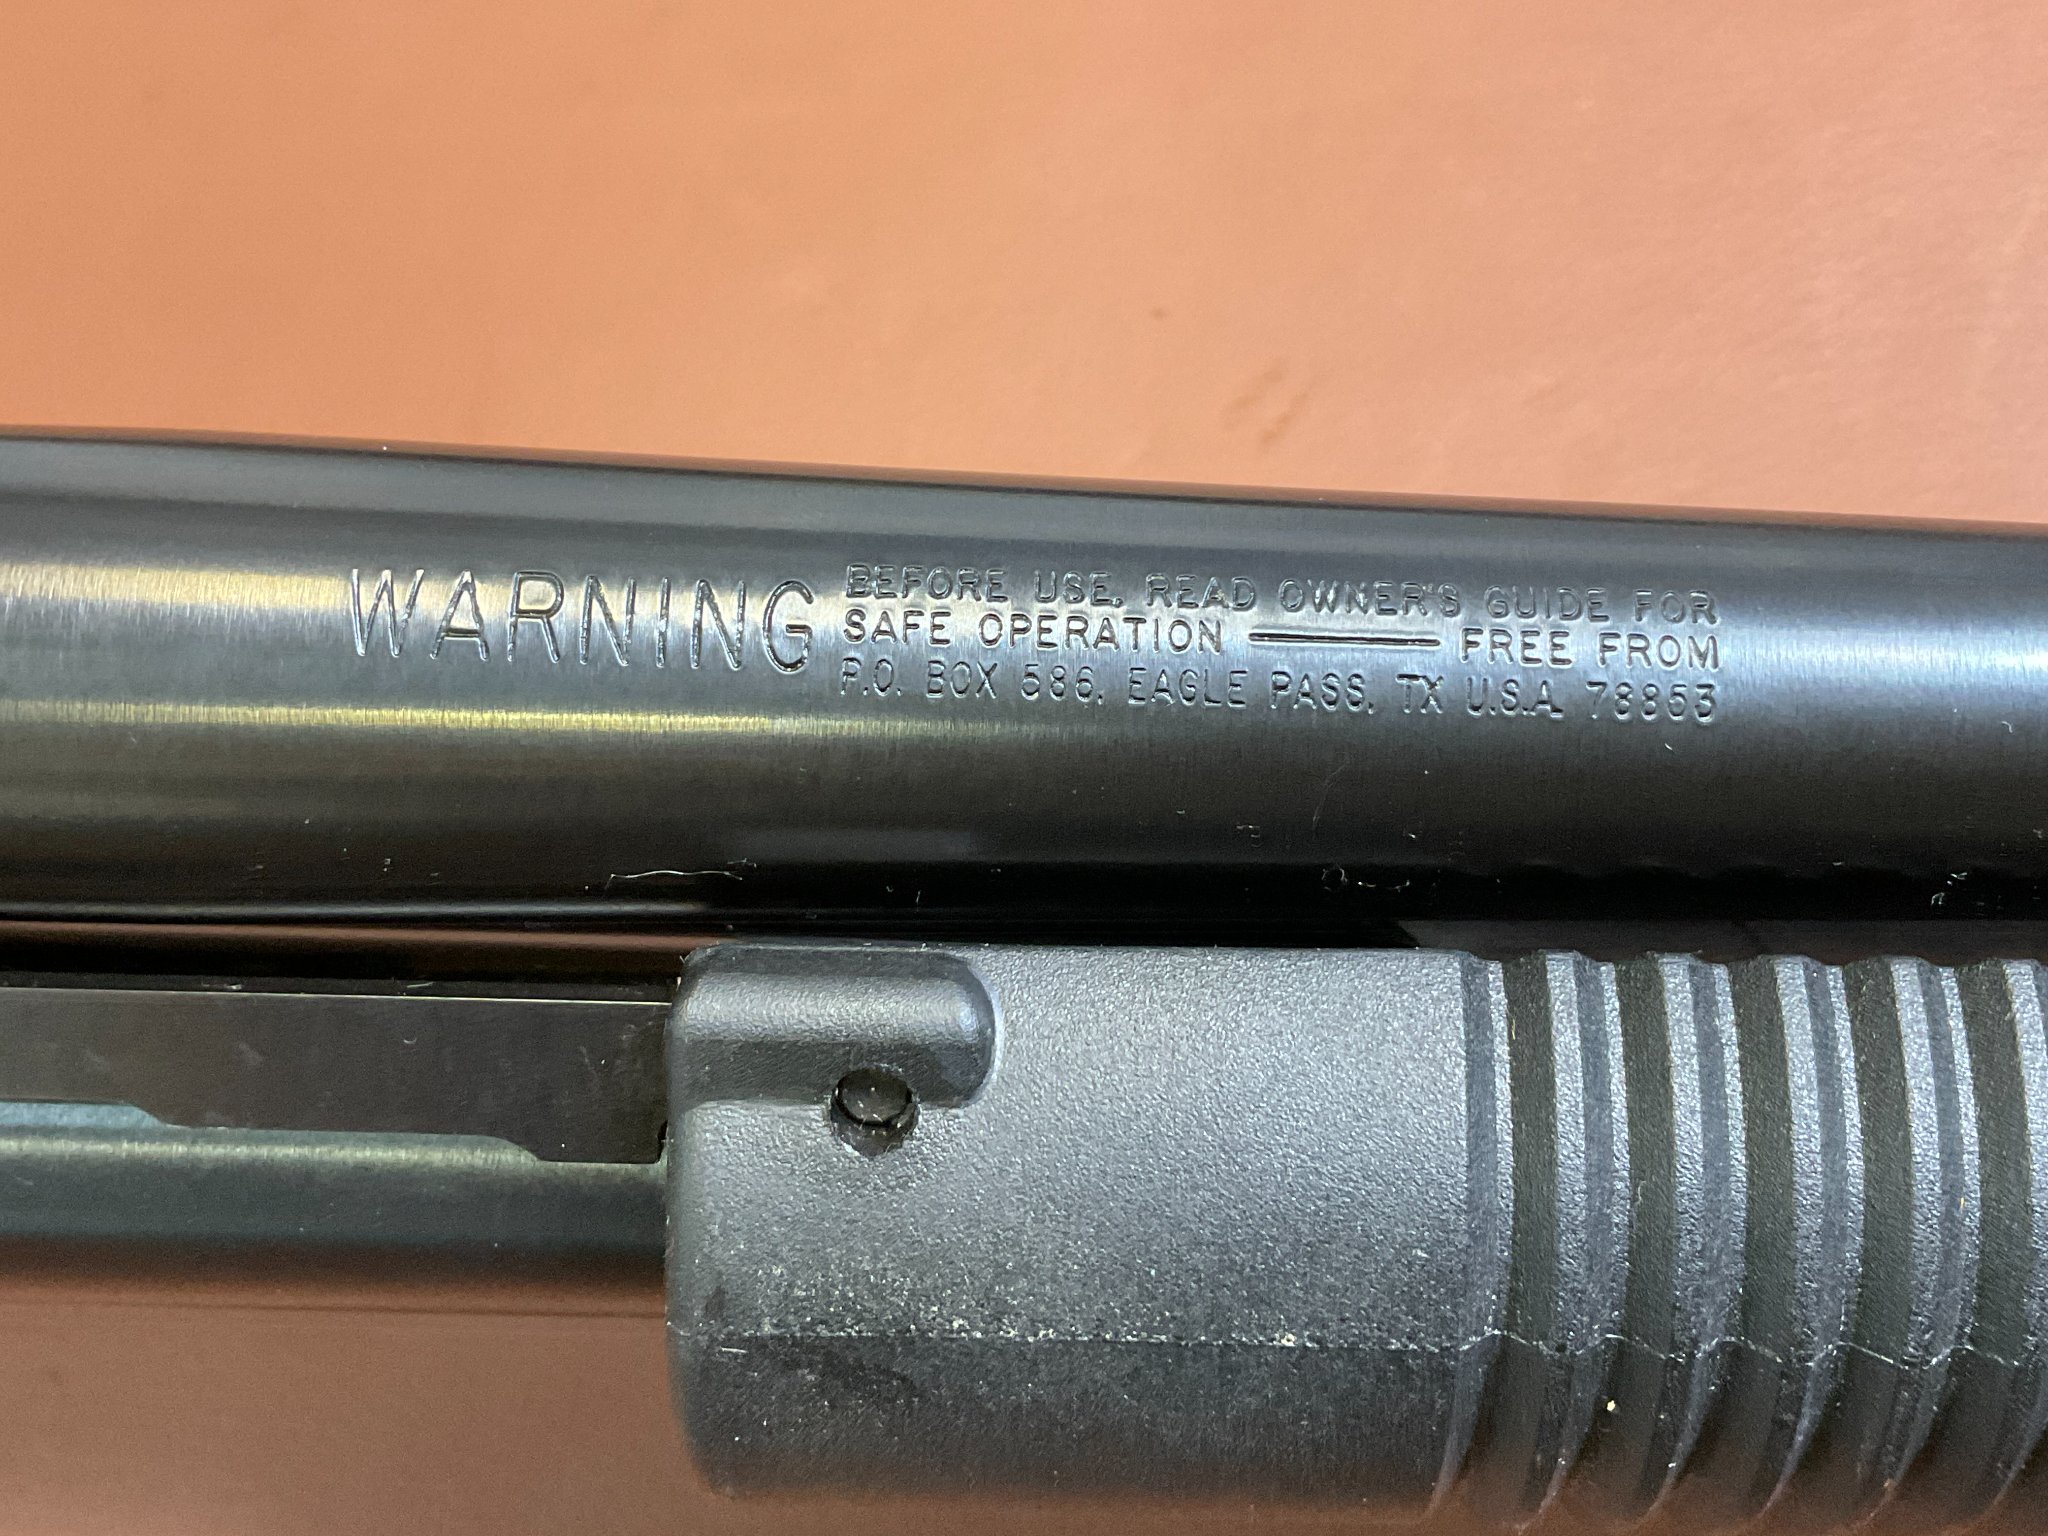 WARNING BEFORE USE, READ OWNER'S GUIDE FOR
SAFE OPERATION —— FREE FROM
P.O. BOX 586, EAGLE PASS, TX U.S.A. 78853